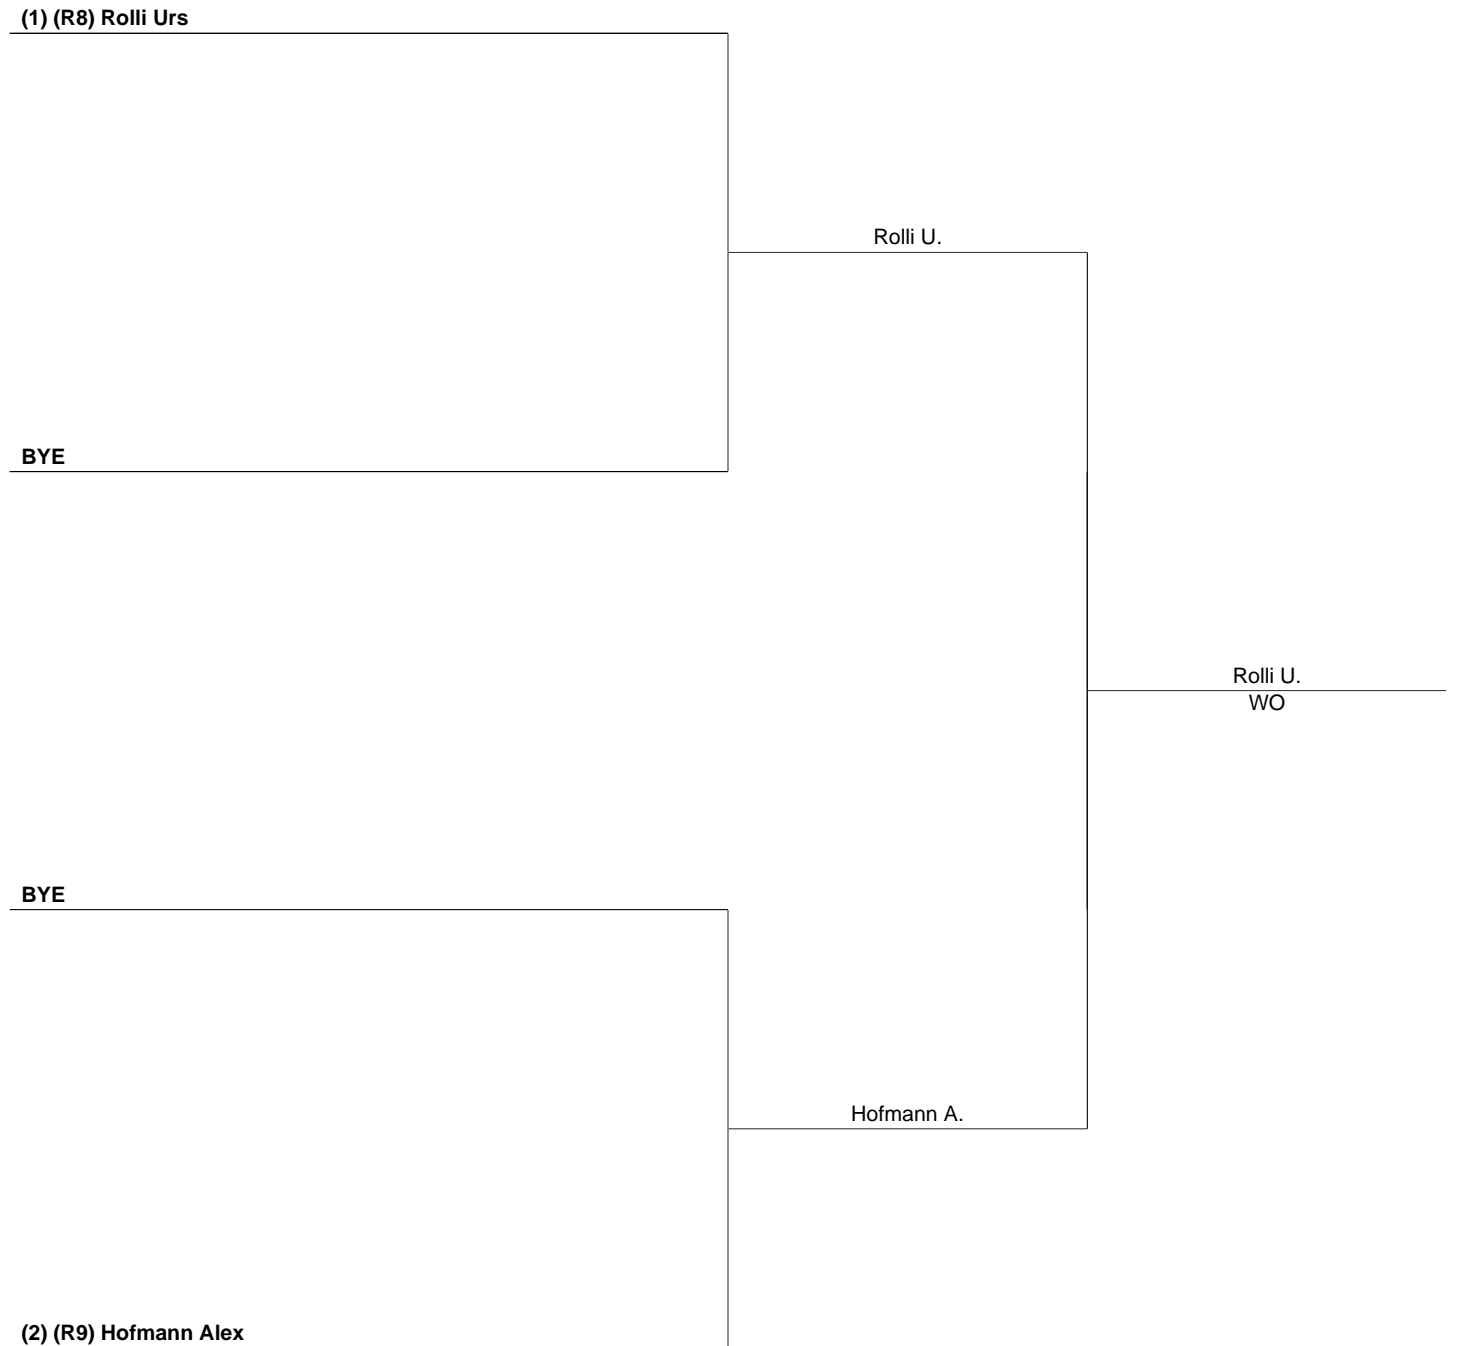 (1) (R8) Rolli Urs
Rolli U.
BYE
Rolli U.
WO
BYE
Hofmann A.
(2) (R9) Hofmann Alex